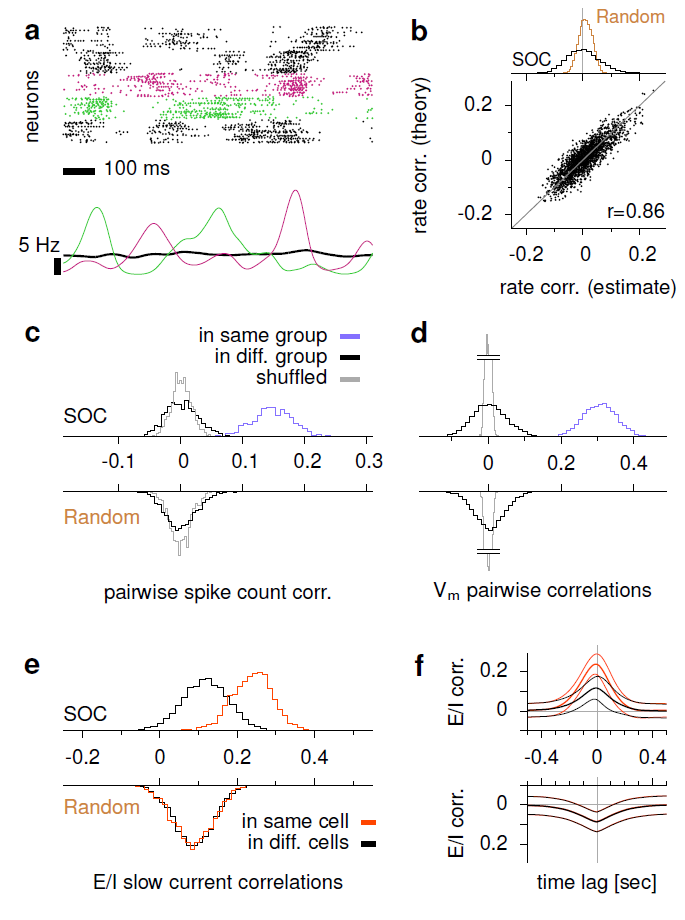 a
neurons
100 ms
5 Hz
b
Random
SOC
rate corr. (theory)
0.2
0
-0.2
r=0.86
-0.2 0 0.2
rate corr. (estimate)
c
in same group
in diff. group
shuffled
SOC
-0.1 0 0.1 0.2 0.3
Random
pairwise spike count corr.
d
0 0.2 0.4
Vₘ pairwise correlations
e
SOC
-0.2 0 0.2 0.4
Random
in same cell
in diff. cells
E/I slow current correlations
f
E/I corr.
0.2
0
-0.4 0 0.4
E/I corr.
0
0.2
time lag [sec]